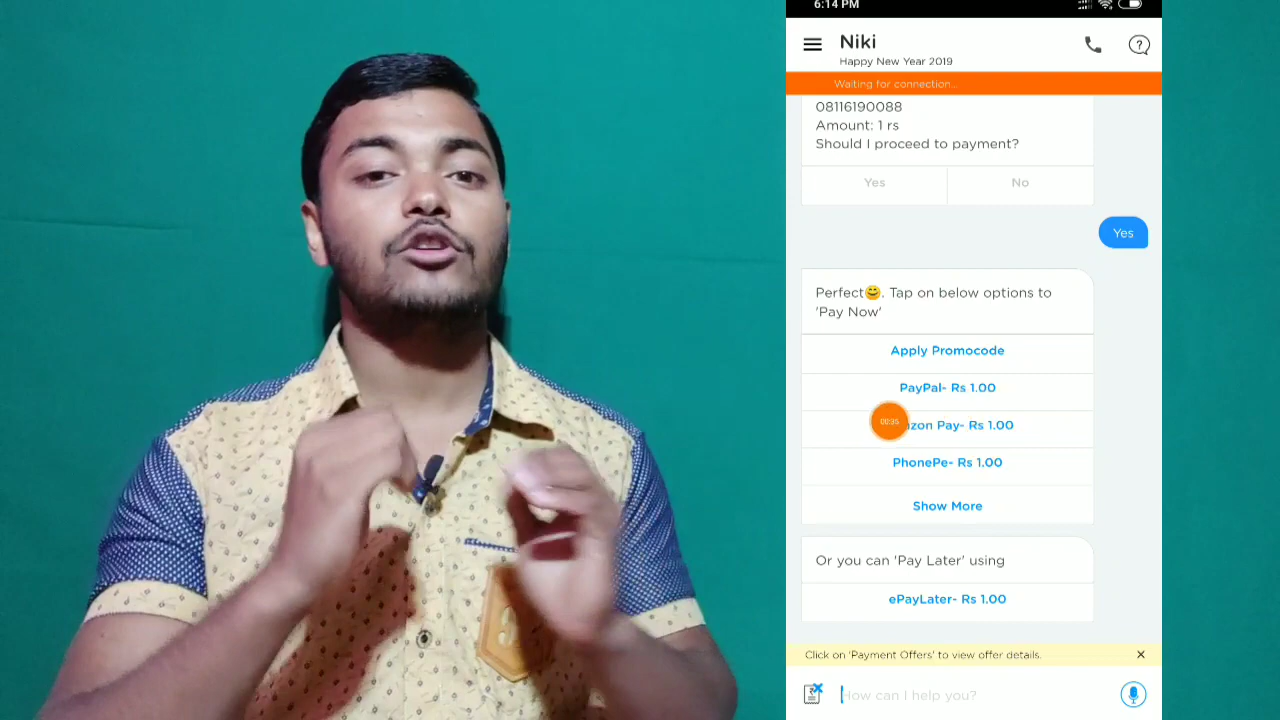 6:14 PM
Niki
Happy New Year 2019
Waiting for connection...
08116190088
Amount: 1 rs
Should I proceed to payment?
Yes
No
Yes
Perfect😊. Tap on below options to
'Pay Now'
Apply Promocode
PayPal- Rs 1.00
00:35
zon Pay- Rs 1.00
PhonePe- Rs 1.00
Show More
Or you can 'Pay Later' using
ePayLater- Rs 1.00
Click on 'Payment Offers' to view offer details.
How can I help you?